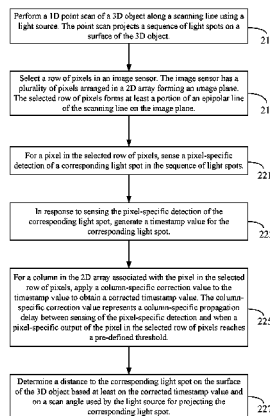 Perform a 1D point scan of a 3D object along a scanning line using a
light source. The point scan projects a sequence of light spots on a
surface of the 3D object.
21
Select a row of pixels in an image sensor. The image sensor has a
plurality of pixels arranged in a 2D array forming an image plane.
The selected row of pixels forms at least a portion of an epipolar line
of the scanning line on the image plane.
21
For a pixel in the selected row of pixels, sense a pixel-specific
detection of a corresponding light spot in the sequence of light spots.
221
In response to sensing the pixel-specific detection of the
corresponding light spot, generate a timestamp value for the
corresponding light spot.
22
For a column in the 2D array associated with the pixel in the selected
row of pixels, apply a column-specific correction value to the
timestamp value to obtain a corrected timestamp value. The column-
specific correction value represents a column-specific propagation
delay between sensing of the pixel-specific detection and when a
pixel-specific output of the pixel in the selected row of pixels reaches
a pre-defined threshold.
225
Determine a distance to the corresponding light spot on the surface
of the 3D object based at least on the corrected timestamp value and
on a scan angle used by the light source for projecting the
corresponding light spot.
227